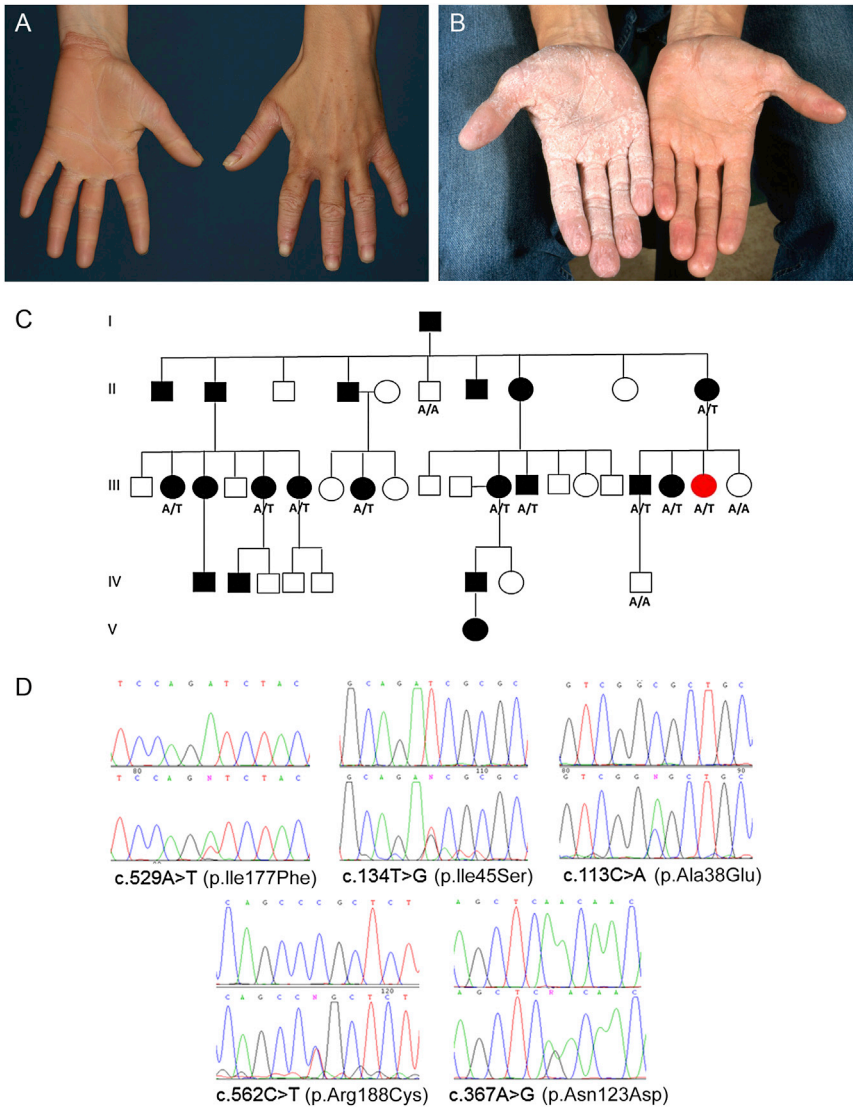 A
B
C
I
II
A/A
A/T
III
A/T
A/T
A/T
A/T
A/T
A/T
A/T
A/T
A/T
A/A
IV
A/A
V
D
T C C A G A T C T A C
G C A G A T C G C G C
G T C G G C G C T G C
80
110
80
90
T C C A G N T C T A C
G C A G A N C G C G C
G T C G G N G C T G C
c.529A>T (p.Ile177Phe)
c.134T>G (p.Ile45Ser)
c.113C>A (p.Ala38Glu)
C A G C C C G C T C T
A G C T C A A C A A C
120
C A G C C N G C T C T
A G C T C N A C A A C
c.562C>T (p.Arg188Cys)
c.367A>G (p.Asn123Asp)